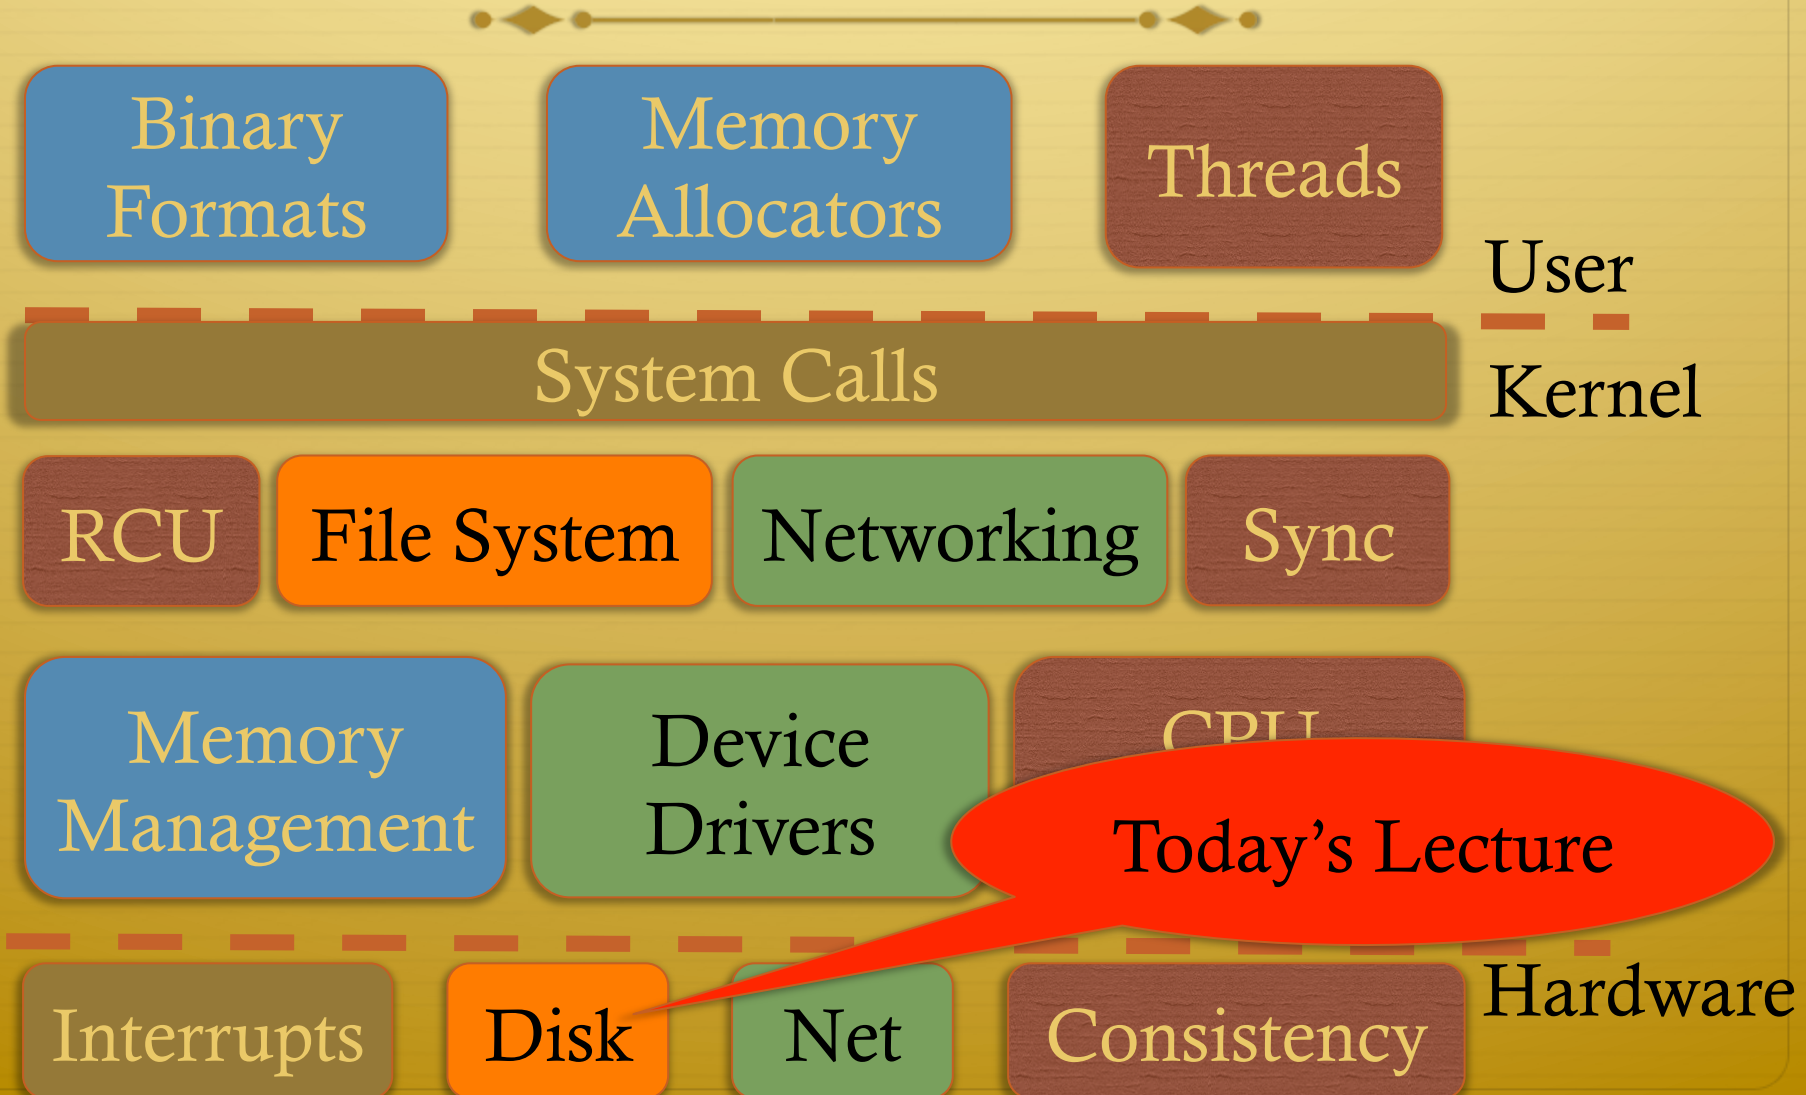 Binary
Formats
Memory
Allocators
Threads
User
System Calls
Kernel
RCU
File System
Networking
Sync
Memory
Management
Device
Drivers
CPU
Today’s Lecture
Interrupts
Disk
Net
Consistency
Hardware